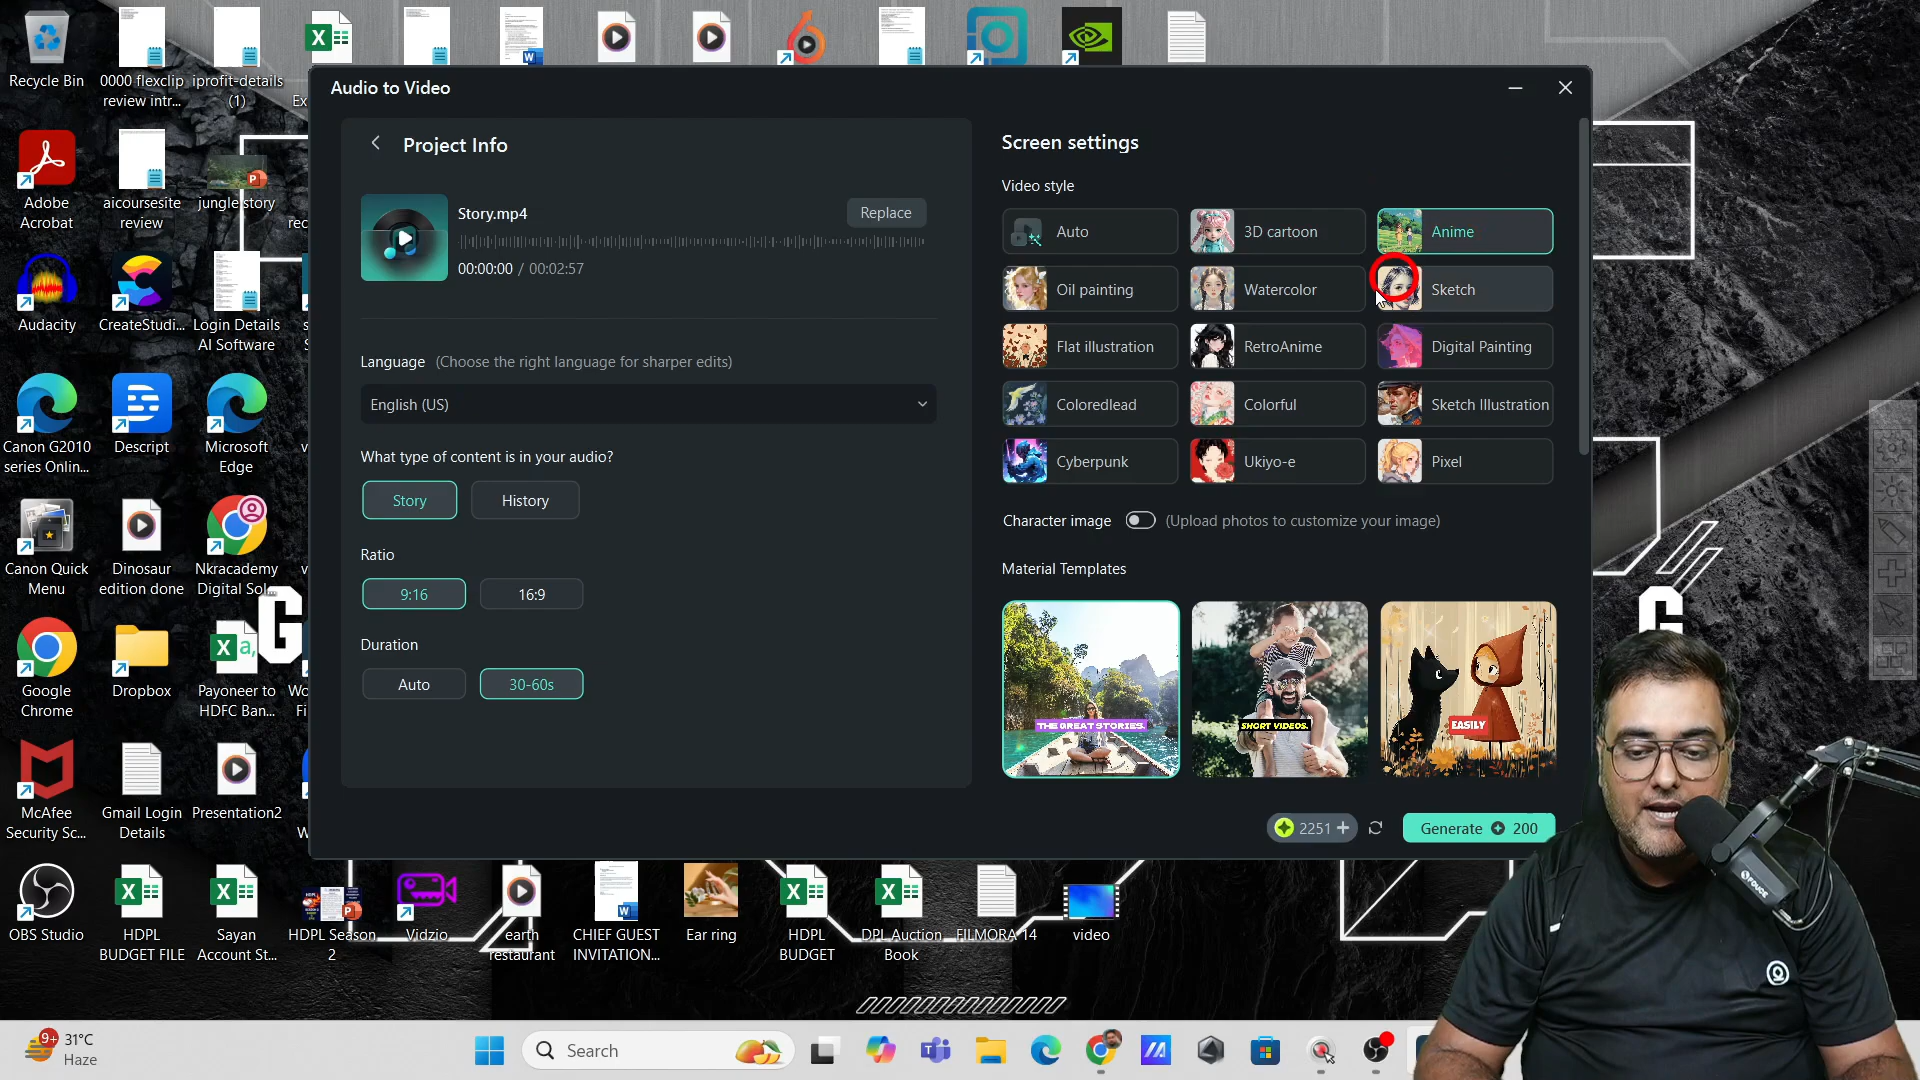 Recycle Bin
0000 flexclip
review intr...
iprofit-details
(1)
Ex
Adobe
Acrobat
aicoursesite
review
jungle story
rec
Audacity
CreateStudi...
Login Details
AI Software
s
Canon G2010
series Onlin...
Descript
Microsoft
Edge
v
Canon Quick
Menu
Dinosaur
edition done
Nkracademy
Digital Sol...
v
G
Google
Chrome
Dropbox
Payoneer to
HDFC Ban...
Wo
Fi
McAfee
Security Sc...
Gmail Login
Details
Presentation2
W
OBS Studio
HDPL
BUDGET FILE
Sayan
Account St...
HDPL Season
2
Vidzio
earth
restaurant
CHIEF GUEST
INVITATION...
Ear ring
HDPL
BUDGET
DPL Auction
Book
FILMORA 14
video
Audio to Video
Project Info
Story.mp4
Replace
00:00:00 / 00:02:57
Language (Choose the right language for sharper edits)
English (US)
What type of content is in your audio?
Story
History
Ratio
9:16
16:9
Duration
Auto
30-60s
Screen settings
Video style
Auto
3D cartoon
Anime
Oil painting
Watercolor
Sketch
Flat illustration
RetroAnime
Digital Painting
Coloredlead
Colorful
Sketch Illustration
Cyberpunk
Ukiyo-e
Pixel
Character image (Upload photos to customize your image)
Material Templates
THE GREAT STORIES.
SHORT VIDEOS.
EASILY
2251 +
Generate 200
G
9+
31°C
Haze
Search